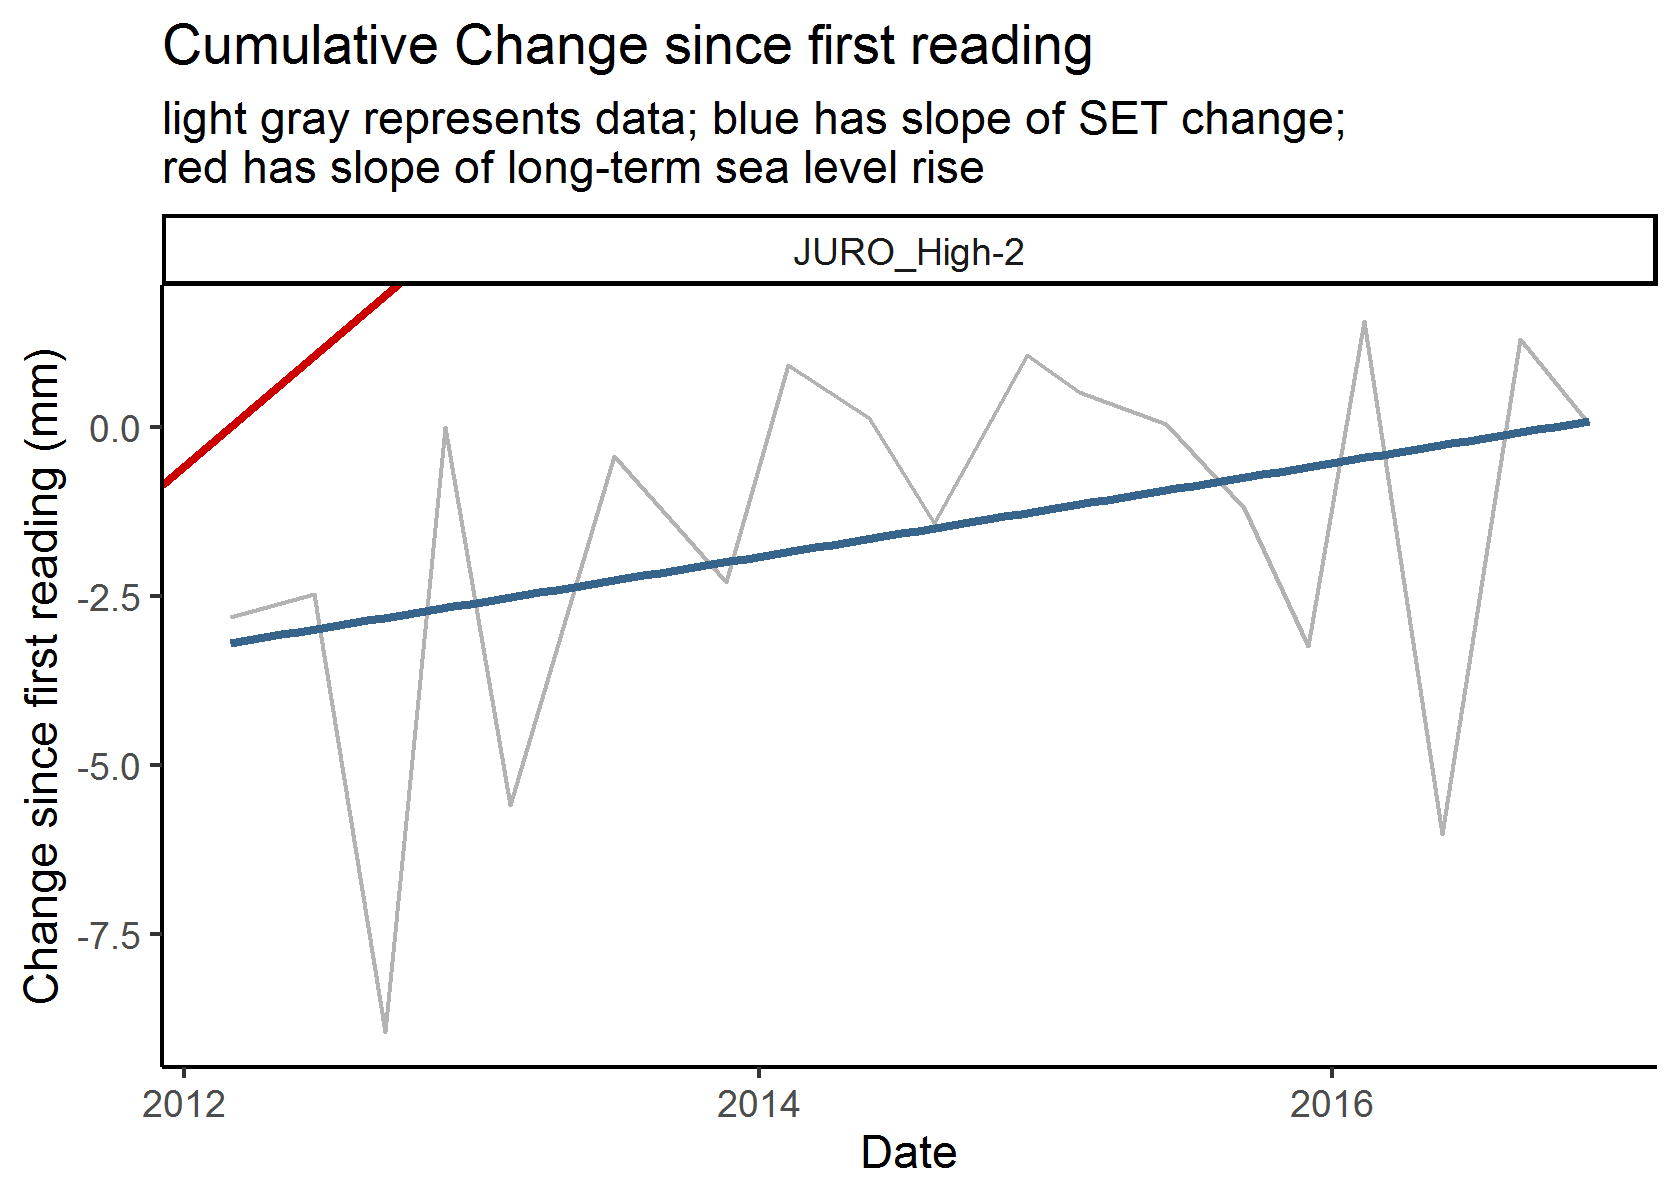 Cumulative Change since first reading
light gray represents data; blue has slope of SET change;
red has slope of long-term sea level rise
JURO_High-2
Change since first reading (mm)
0.0
-2.5
-5.0
-7.5
2012
2014
2016
Date